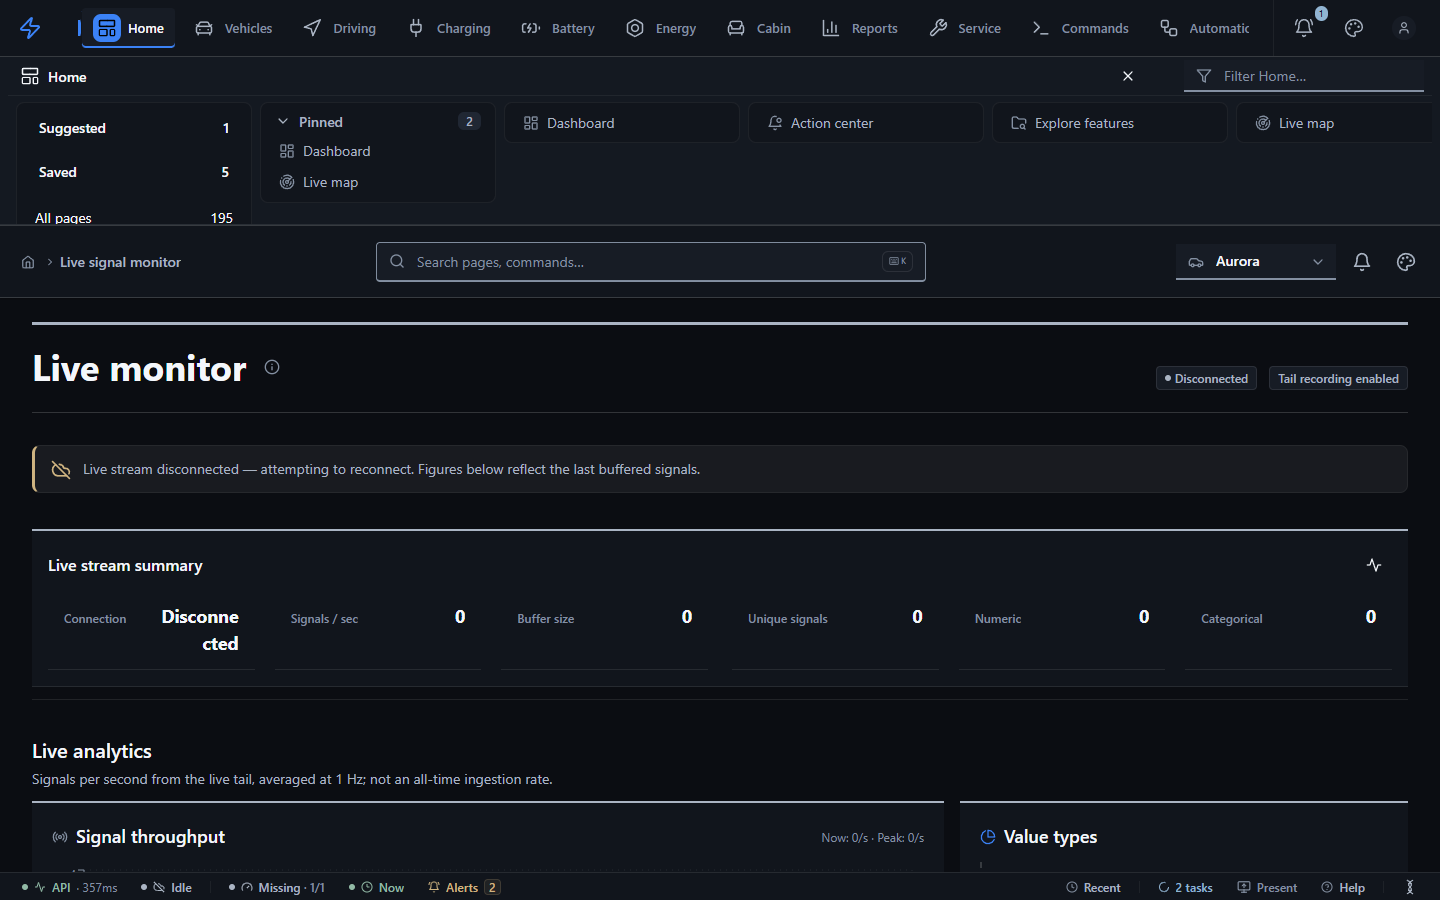 Home
Vehicles
Driving
Charging
Battery
Energy
Cabin
Reports
Service
Commands
Automatic
1
Home
Filter Home...
Suggested 1
Saved 5
All pages 195
Pinned 2
Dashboard
Live map
Dashboard
Action center
Explore features
Live map
Live signal monitor
Search pages, commands...
K
Aurora
Live monitor
Disconnected
Tail recording enabled
Live stream disconnected — attempting to reconnect. Figures below reflect the last buffered signals.
Live stream summary
Connection Disconne
cted
Signals / sec 0
Buffer size 0
Unique signals 0
Numeric 0
Categorical 0
Live analytics
Signals per second from the live tail, averaged at 1 Hz; not an all-time ingestion rate.
Signal throughput
Now: 0/s · Peak: 0/s
Value types
API · 357ms
Idle
Missing · 1/1
Now
Alerts 2
Recent
2 tasks
Present
Help